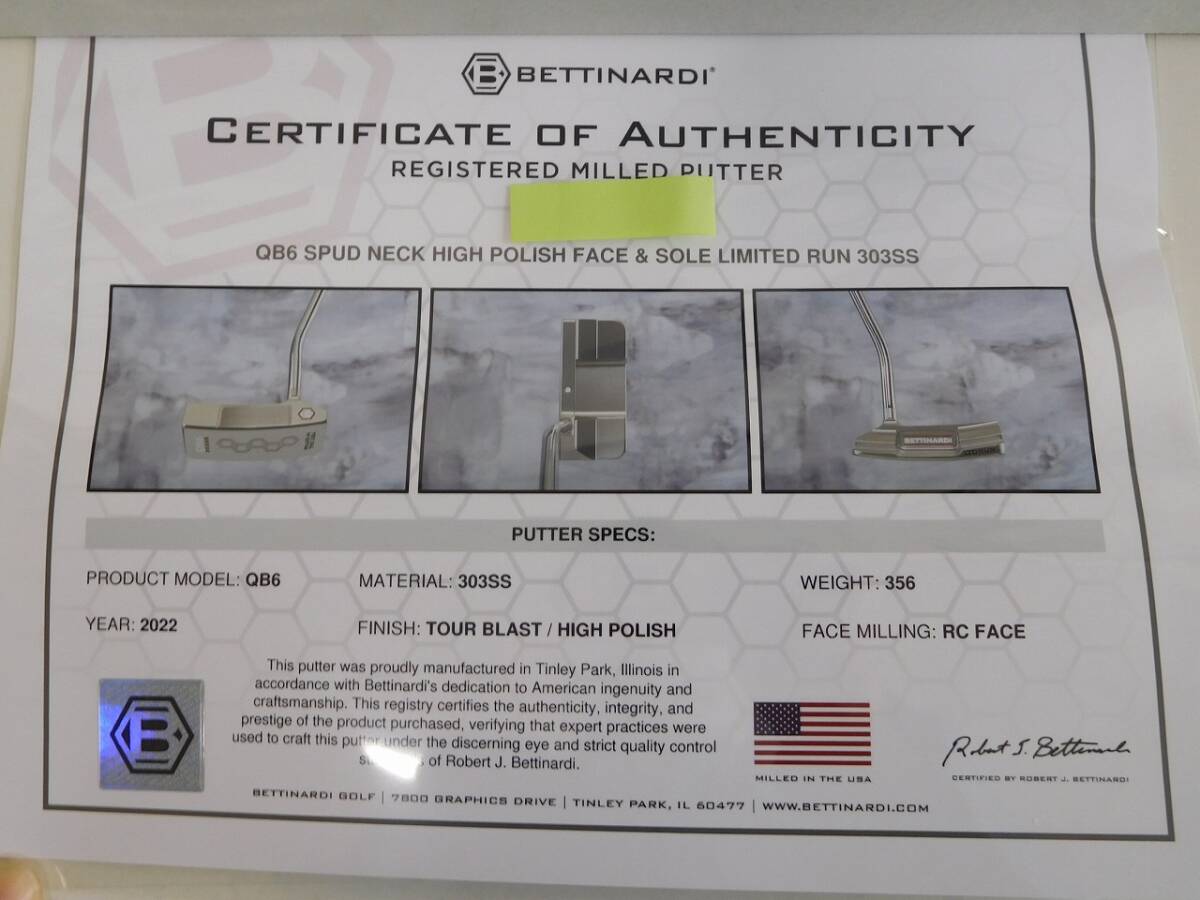 BETTINARDI®
CERTIFICATE OF AUTHENTICITY
REGISTERED MILLED PUTTER
QB6 SPUD NECK HIGH POLISH FACE & SOLE LIMITED RUN 303SS
BETTINARDI
PUTTER SPECS:
PRODUCT MODEL: QB6
MATERIAL: 303SS
WEIGHT: 356
YEAR: 2022
FINISH: TOUR BLAST / HIGH POLISH
FACE MILLING: RC FACE
This putter was proudly manufactured in Tinley Park, Illinois in
accordance with Bettinardi's dedication to American ingenuity and
craftsmanship. This registry certifies the authenticity, integrity, and
prestige of the product purchased, verifying that expert practices were
used to craft this putter under the discerning eye and strict quality control
of Robert J. Bettinardi.
B
MILLED IN THE USA
Robert J. Bettinardi
CERTIFIED BY ROBERT J. BETTINARDI
BETTINARDI GOLF | 7800 GRAPHICS DRIVE | TINLEY PARK, IL 60477 | WWW.BETTINARDI.COM